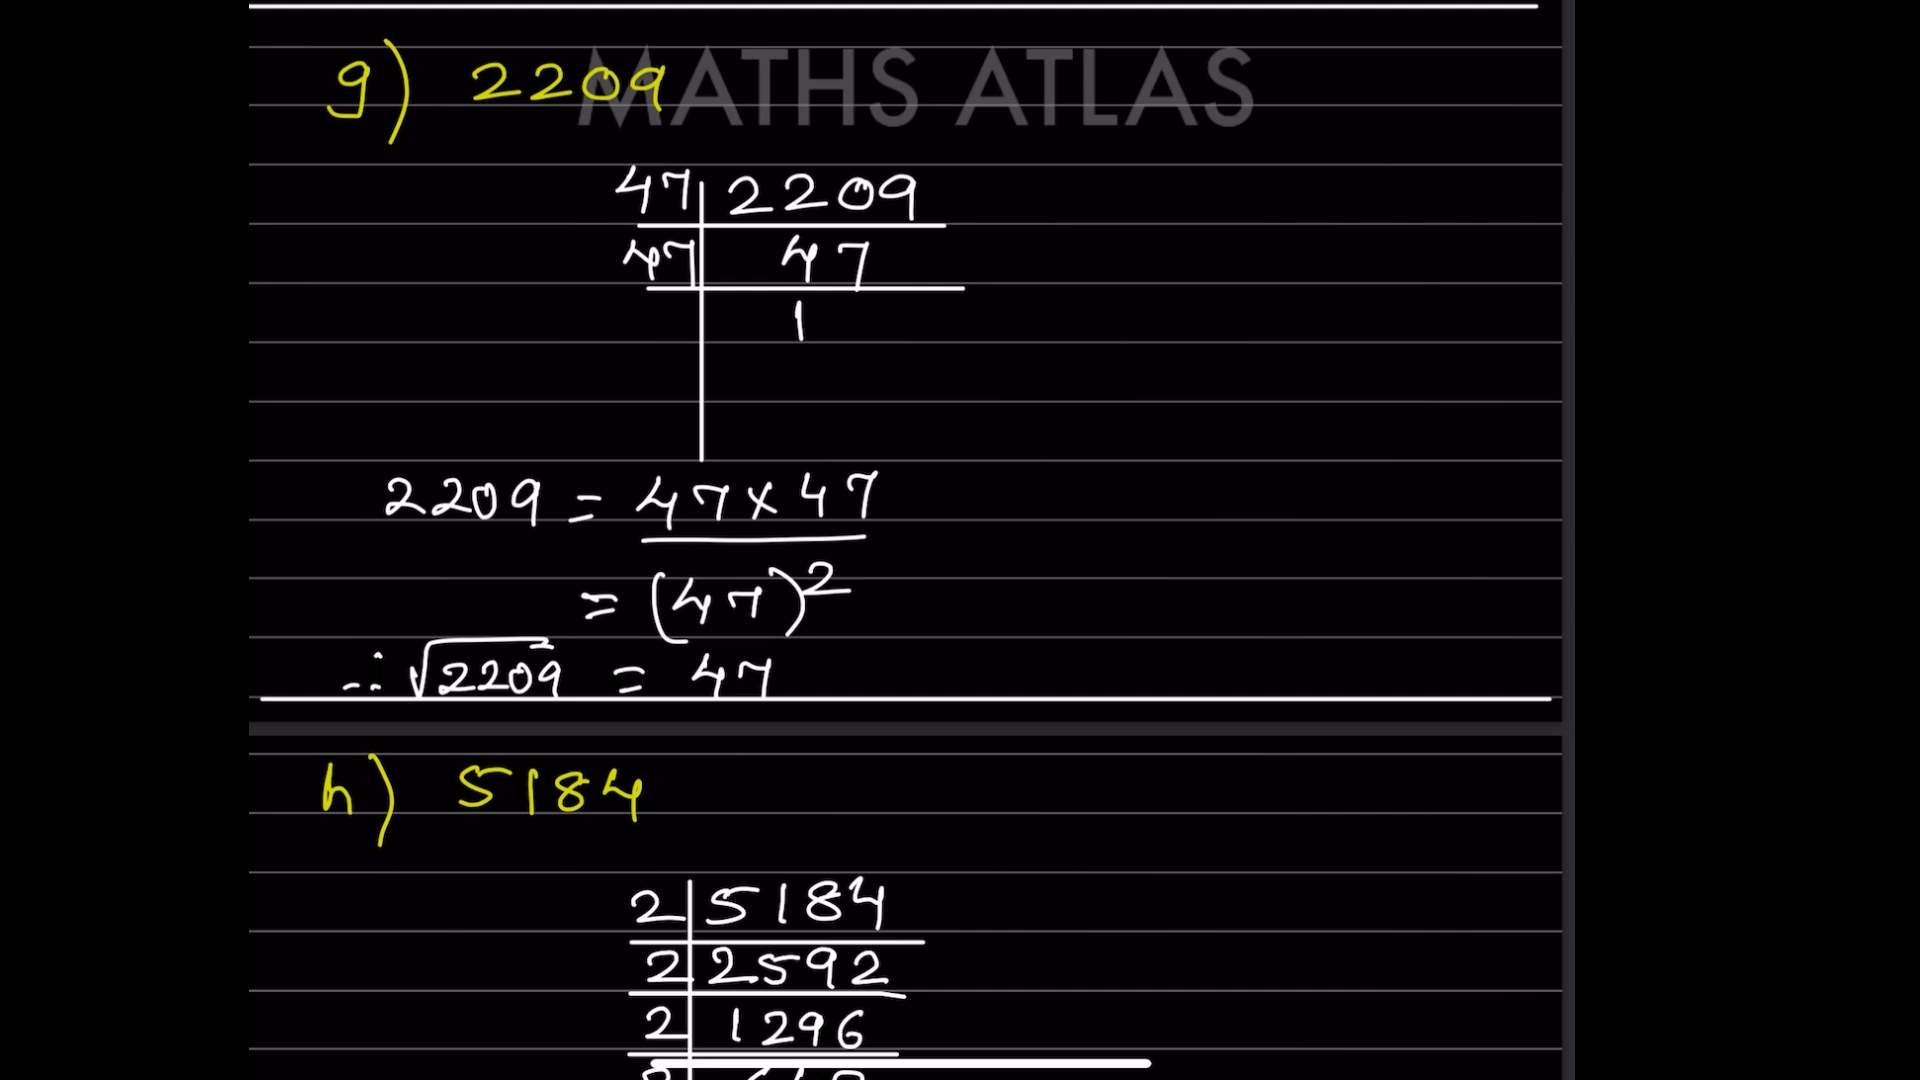 MATHS ATLAS
g) 2209
47 | 2209
47 | 47
1
2209 = 47 x 47
= (47)²
∴ √2209 = 47
h) 5184
2 | 5184
2 | 2592
2 | 1296